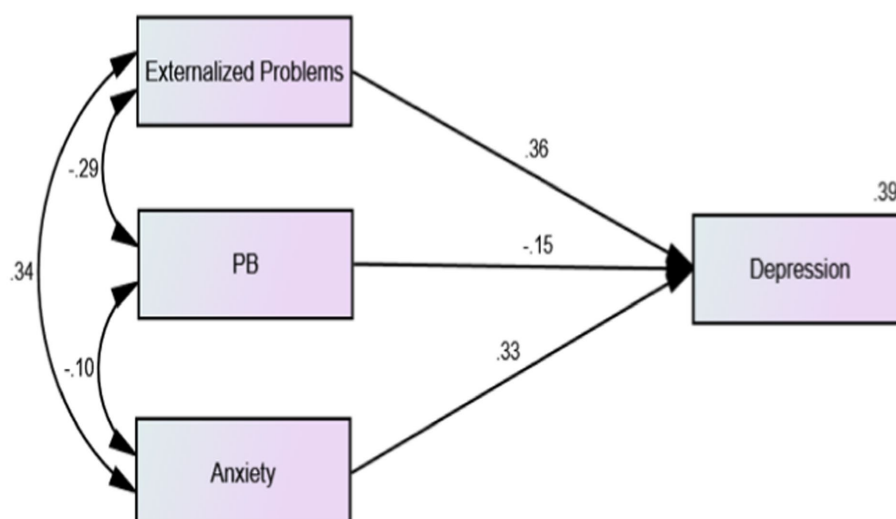 Externalized Problems
.36
-.29
.39
PB
-.15
Depression
.34
.33
-.10
Anxiety